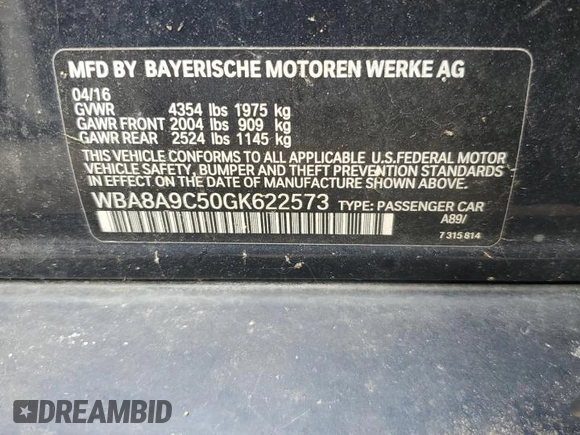 MFD BY BAYERISCHE MOTOREN WERKE AG
04/16
GVWR 4354 lbs 1975 kg
GAWR FRONT 2004 lbs 909 kg
GAWR REAR 2524 lbs 1145 kg
THIS VEHICLE CONFORMS TO ALL APPLICABLE U.S.FEDERAL MOTOR
VEHICLE SAFETY, BUMPER AND THEFT PREVENTION STANDARDS
IN EFFECT ON THE DATE OF MANUFACTURE SHOWN ABOVE.
WBA8A9C50GK622573 TYPE: PASSENGER CAR
A89/
7 315 814
DREAMBID